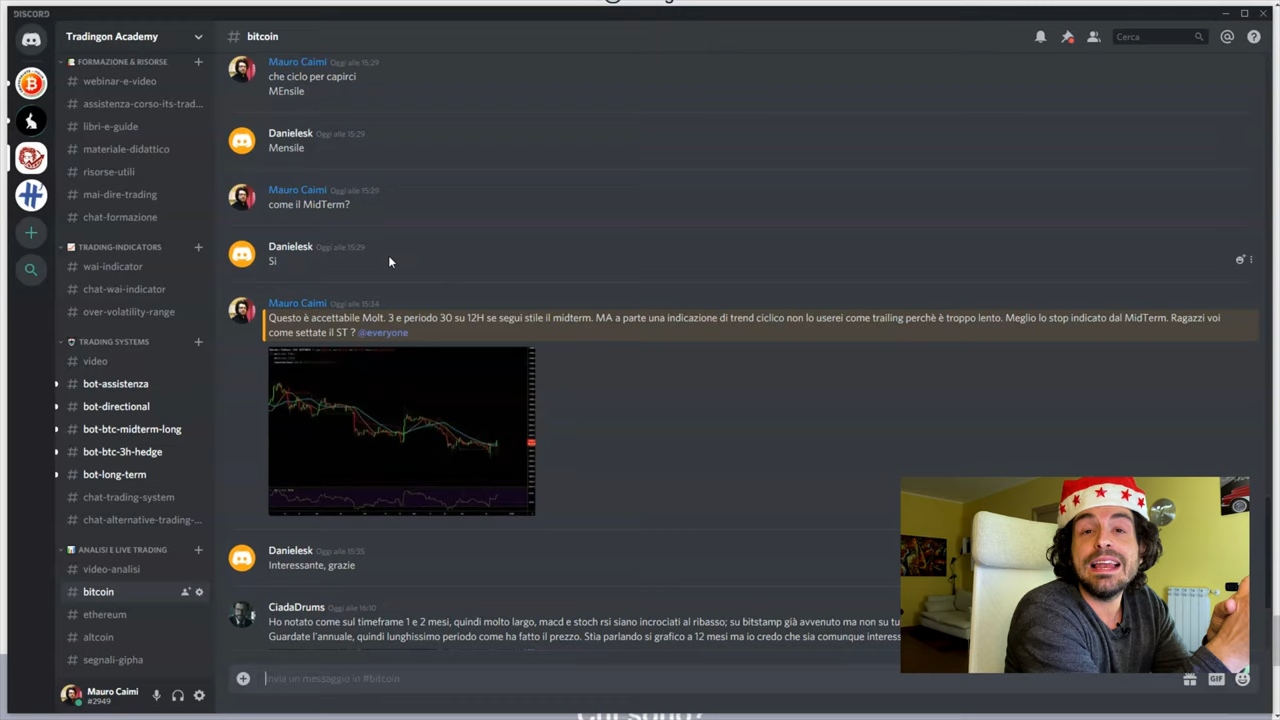 DISCORD
Tradingon Academy
# bitcoin
Cerca
FORMAZIONE & RISORSE
# webinar-e-video
# assistenza-corso-its-trad...
# libri-e-guide
# materiale-didattico
# risorse-utili
# mai-dire-trading
# chat-formazione
TRADING-INDICATORS
# wai-indicator
# chat-wai-indicator
# over-volatility-range
TRADING SYSTEMS
# video
# bot-assistenza
# bot-directional
# bot-btc-midterm-long
# bot-btc-3h-hedge
# bot-long-term
# chat-trading-system
# chat-alternative-trading-...
ANALISI E LIVE TRADING
# video-analisi
# bitcoin
# ethereum
# altcoin
# segnali-gipha
Mauro Caimi
#2949
Mauro Caimi Oggi alle 15:29
che ciclo per capirci
MEnsile
Danielesk Oggi alle 15:29
Mensile
Mauro Caimi Oggi alle 15:29
come il MidTerm?
Danielesk Oggi alle 15:29
Si
Mauro Caimi Oggi alle 15:34
Questo è accettabile Molt. 3 e periodo 30 su 12H se segui stile il midterm. MA a parte una indicazione di trend ciclico non lo userei come trailing perchè è troppo lento. Meglio lo stop indicato dal MidTerm. Ragazzi voi
come settate il ST ? @everyone
Danielesk Oggi alle 15:35
Interessante, grazie
CiadaDrums Oggi alle 16:10
Ho notato come sul timeframe 1 e 2 mesi, quindi molto largo, macd e stoch rsi siano incrociati al ribasso; su bitstamp già avvenuto ma non su tu
Guardate l'annuale, quindi lunghissimo periodo come ha fatto il prezzo. Stia parlando si grafico a 12 mesi ma io credo che sia comunque interess
Invia un messaggio in #bitcoin
GIF
Chi sono?